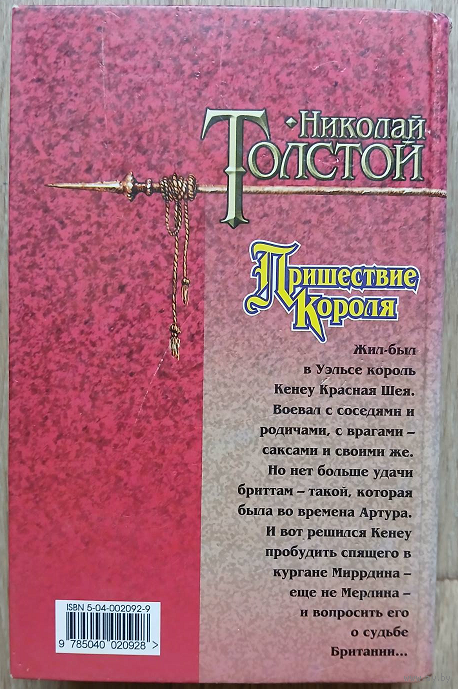 Николай
Толстой
Пришествие
Короля
Жил-был
в Уэльсе король
Кенеу Красная Шея.
Воевал с соседями и
родичами, с врагами –
саксами и своими же.
Но нет больше удачи
бриттам – такой, которая
была во времена Артура.
И вот решился Кенеу
пробудить спящего в
кургане Мирддина –
еще не Мерлина –
и вопросить его
о судьбе
Британии...
ISBN 5-04-002092-9
9 785040 020928 >